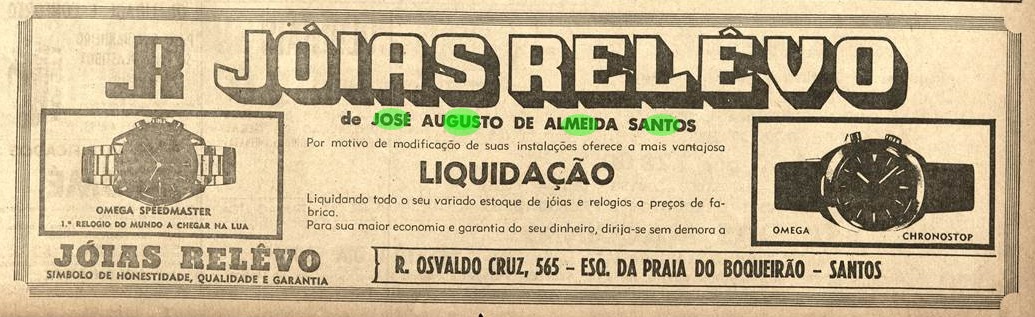 JR JÓIAS RELÊVO
de JOSÉ AUGUSTO DE ALMEIDA SANTOS
Por motivo de modificação de suas instalações oferece a mais vantajosa
LIQUIDAÇÃO
Liquidando todo o seu variado estoque de jóias e relogios a preços de fa-
brica.
Para sua maior economia e garantia do seu dinheiro, dirija-se sem demora a
OMEGA SPEEDMASTER
1.º RELOGIO DO MUNDO A CHEGAR NA LUA
OMEGA CHRONOSTOP
JÓIAS RELÊVO
SIMBOLO DE HONESTIDADE, QUALIDADE E GARANTIA
R. OSVALDO CRUZ, 565 - ESQ. DA PRAIA DO BOQUEIRÃO - SANTOS